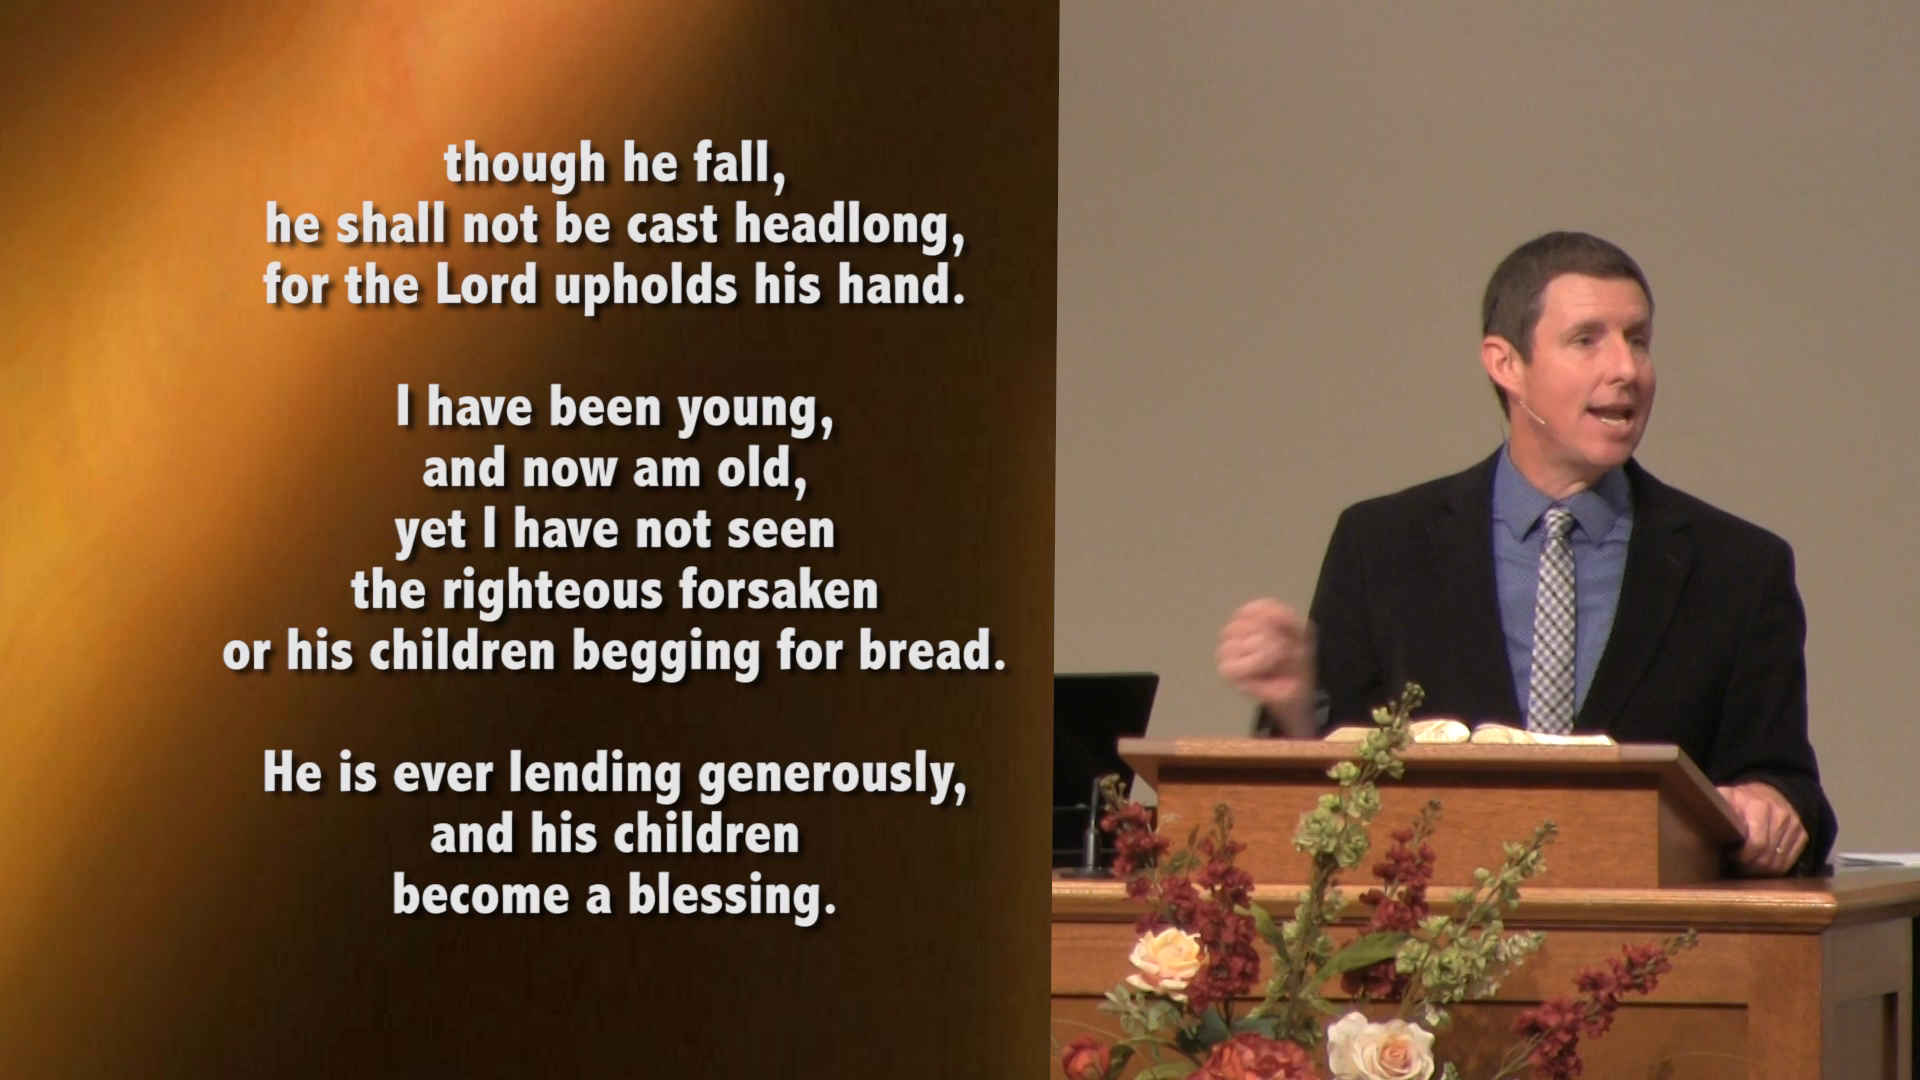 though he fall,
he shall not be cast headlong,
for the Lord upholds his hand.
I have been young,
and now am old,
yet I have not seen
the righteous forsaken
or his children begging for bread.
He is ever lending generously,
and his children
become a blessing.